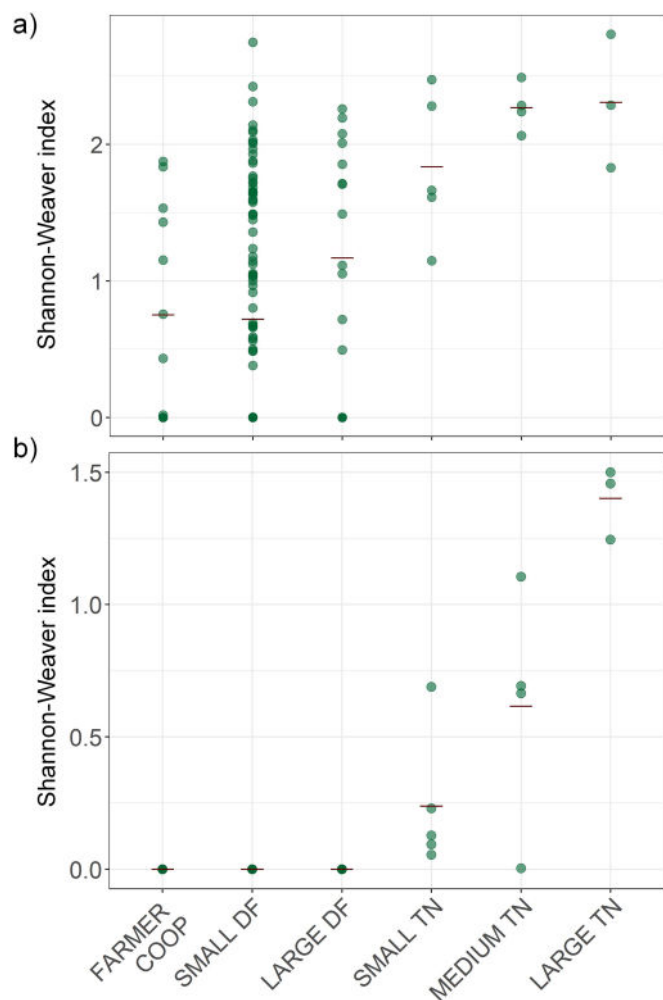 a)
Shannon-Weaver index
2
1
0
b)
Shannon-Weaver index
1.5
1.0
0.5
0.0
FARMER
COOP
SMALL DF
LARGE DF
SMALL TN
MEDIUM TN
LARGE TN